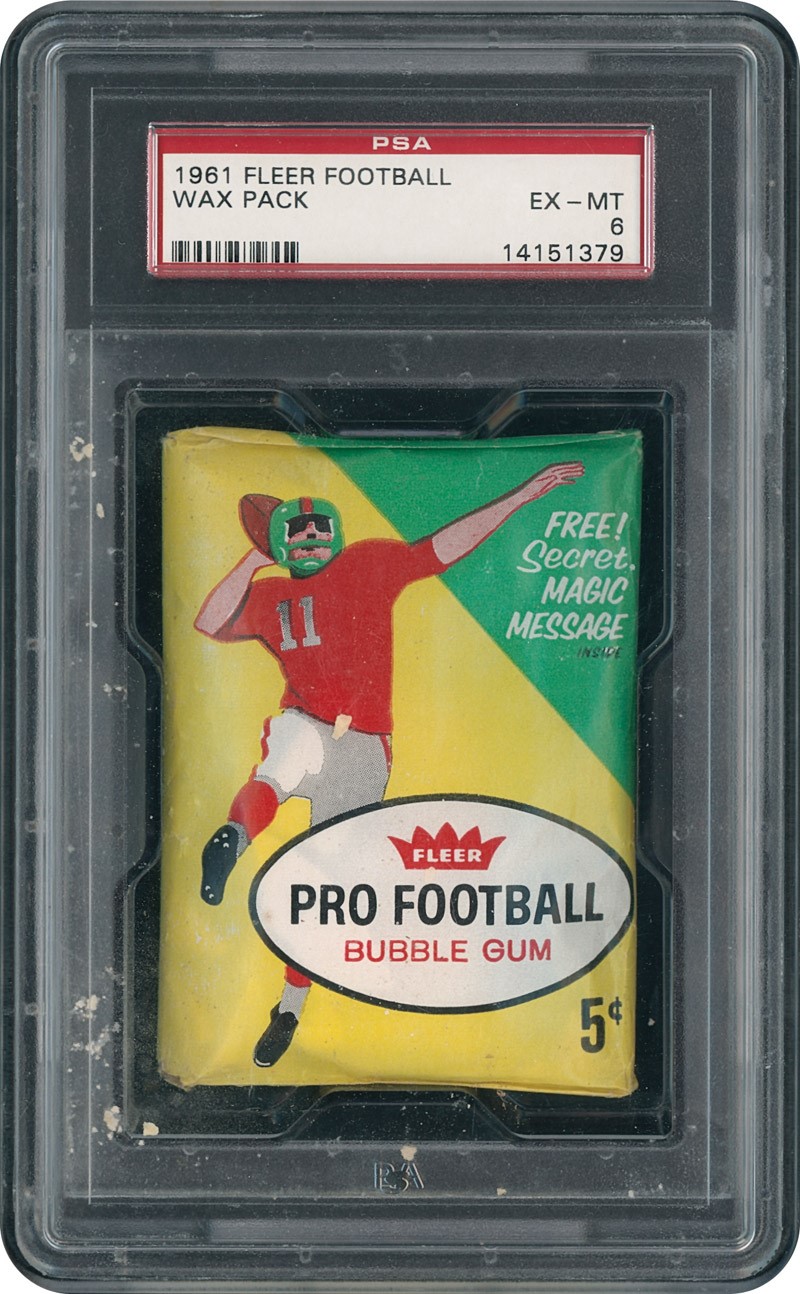 PSA
1961 FLEER FOOTBALL
WAX PACK
EX-MT
6
14151379
11
FREE!
Secret.
MAGIC
MESSAGE
INSIDE
FLEER
PRO FOOTBALL
BUBBLE GUM
5¢
PSA